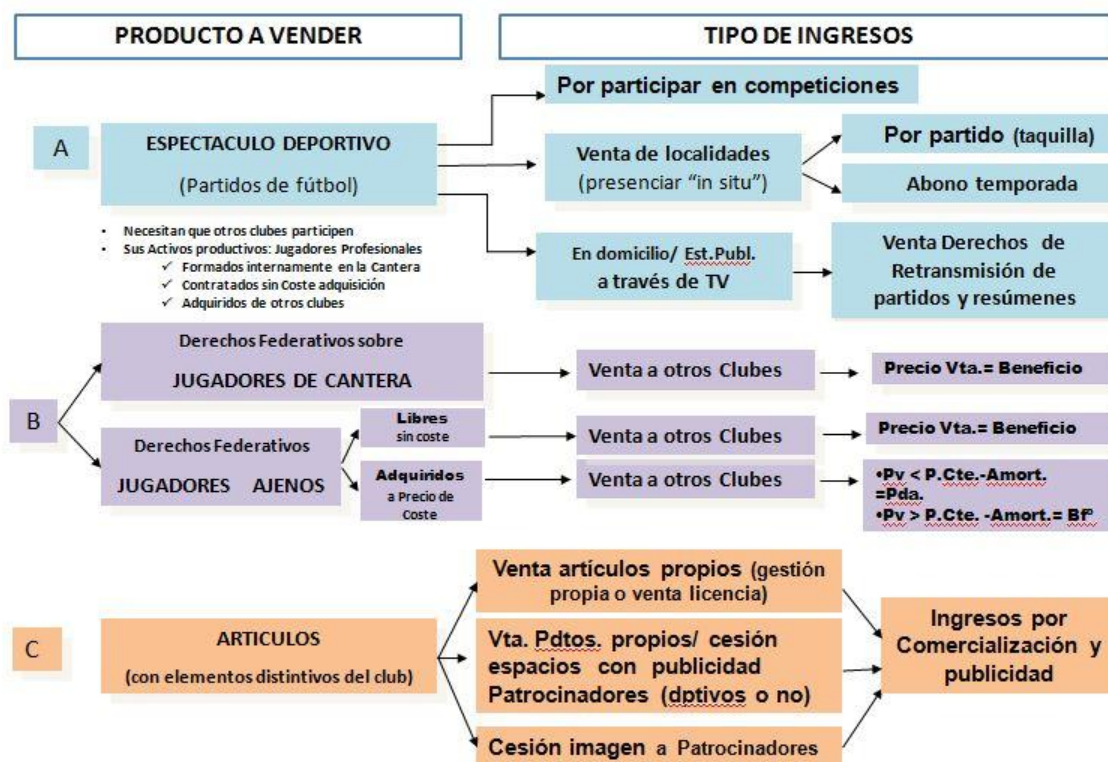 PRODUCTO A VENDER
TIPO DE INGRESOS
A
ESPECTACULO DEPORTIVO
(Partidos de fútbol)
Por participar en competiciones
Venta de localidades
(presenciar “in situ”)
Por partido (taquilla)
Abono temporada
• Necesitan que otros clubes participen
• Sus Activos productivos: Jugadores Profesionales
✓ Formados internamente en la Cantera
✓ Contratados sin Coste adquisición
✓ Adquiridos de otros clubes
En domicilio/ Est.Publ.
a través de TV
Venta Derechos de
Retransmisión de
partidos y resúmenes
B
Derechos Federativos sobre
JUGADORES DE CANTERA
Venta a otros Clubes
Precio Vta.= Beneficio
Derechos Federativos
JUGADORES AJENOS
Libres
sin coste
Venta a otros Clubes
Precio Vta.= Beneficio
Adquiridos
a Precio de
Coste
Venta a otros Clubes
•Pv < P.Cte.-Amort.
=Pda.
•Pv > P.Cte. -Amort.= Bfº
C
ARTICULOS
(con elementos distintivos del club)
Venta artículos propios (gestión
propia o venta licencia)
Vta. Pdtos. propios/ cesión
espacios con publicidad
Patrocinadores (dptivos o no)
Cesión imagen a Patrocinadores
Ingresos por
Comercialización y
publicidad